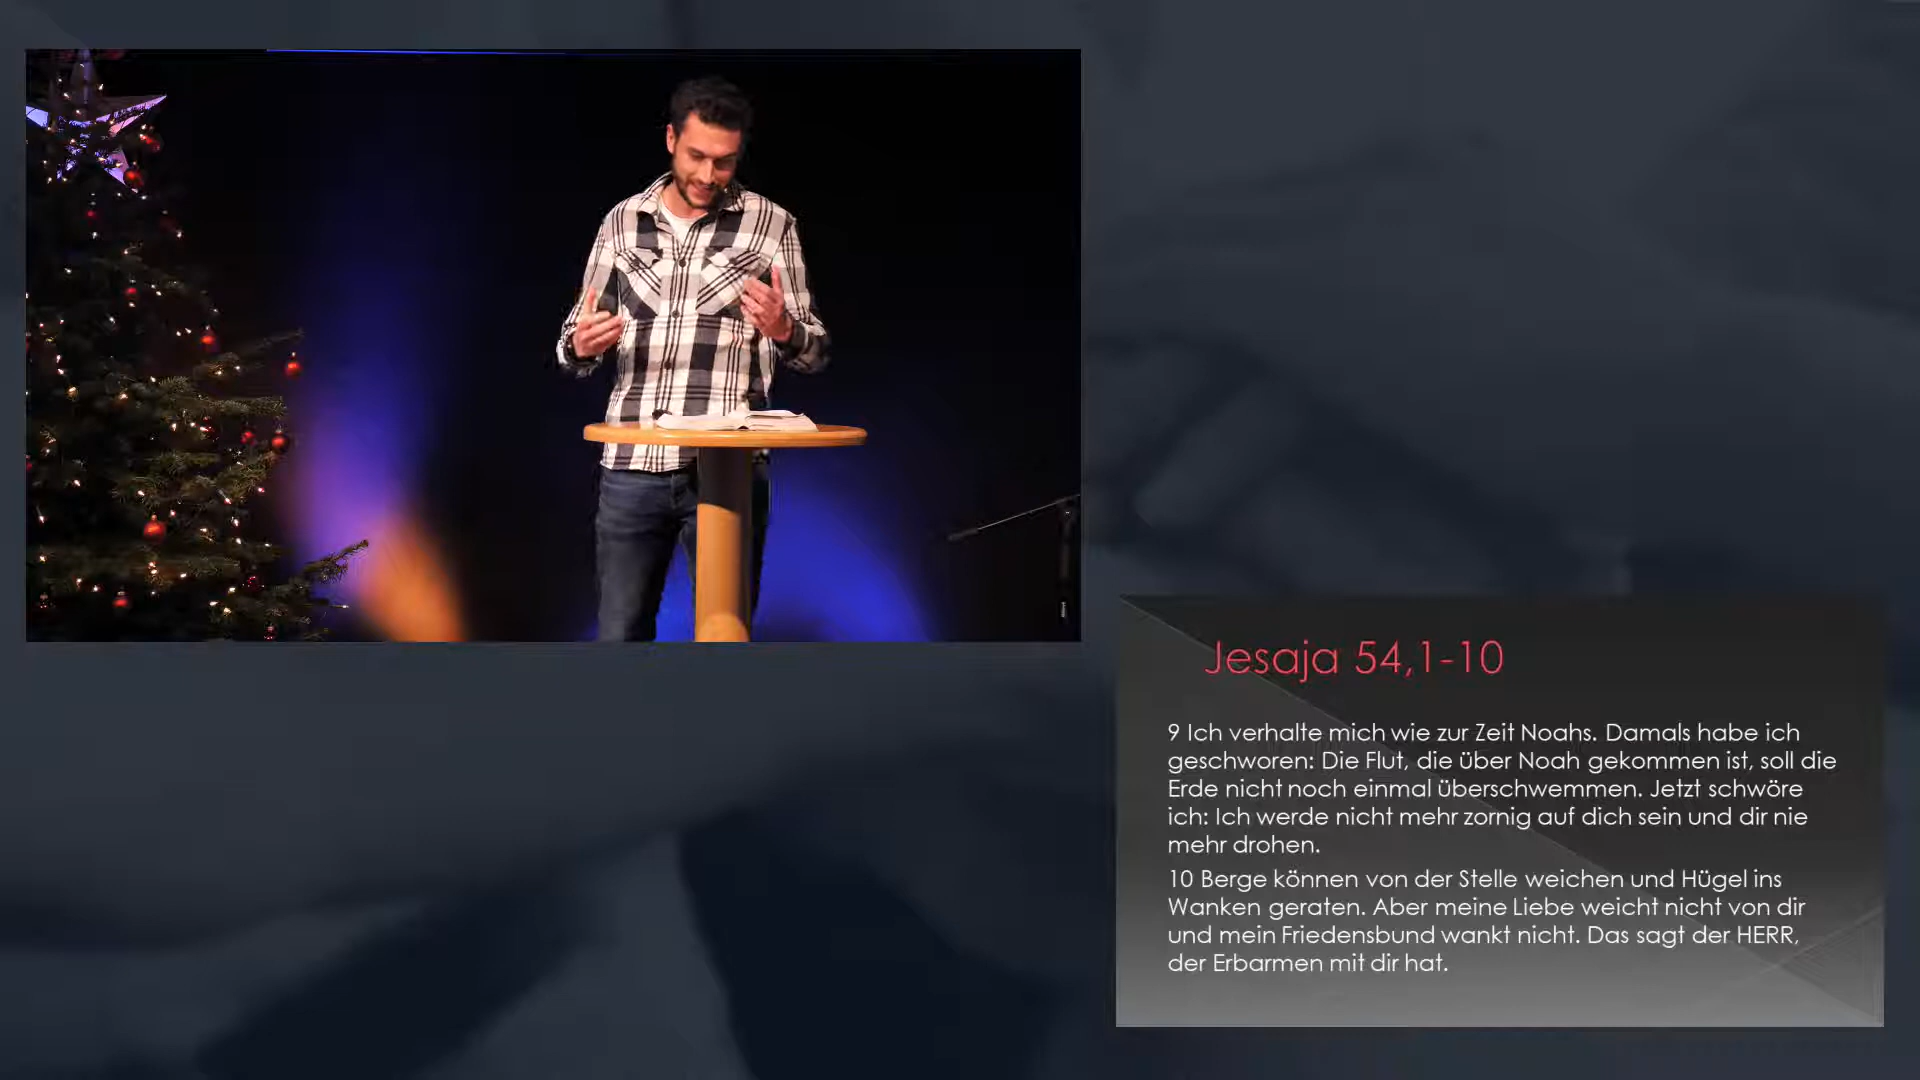 Jesaja 54,1-10
9 Ich verhalte mich wie zur Zeit Noahs. Damals habe ich
geschworen: Die Flut, die über Noah gekommen ist, soll die
Erde nicht noch einmal überschwemmen. Jetzt schwöre
ich: Ich werde nicht mehr zornig auf dich sein und dir nie
mehr drohen.
10 Berge können von der Stelle weichen und Hügel ins
Wanken geraten. Aber meine Liebe weicht nicht von dir
und mein Friedensbund wankt nicht. Das sagt der HERR,
der Erbarmen mit dir hat.